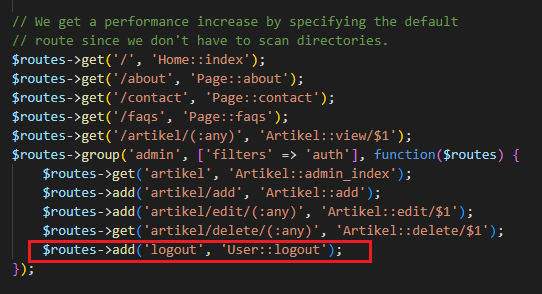 // We get a performance increase by specifying the default
// route since we don't have to scan directories.
$routes->get('/', 'Home::index');
$routes->get('/about', 'Page::about');
$routes->get('/contact', 'Page::contact');
$routes->get('/faqs', 'Page::faqs');
$routes->get('/artikel/(:any)', 'Artikel::view/$1');
$routes->group('admin', ['filters' => 'auth'], function($routes) {
    $routes->get('artikel', 'Artikel::admin_index');
    $routes->add('artikel/add', 'Artikel::add');
    $routes->add('artikel/edit/(:any)', 'Artikel::edit/$1');
    $routes->get('artikel/delete/(:any)', 'Artikel::delete/$1');
    $routes->add('logout', 'User::logout');
});